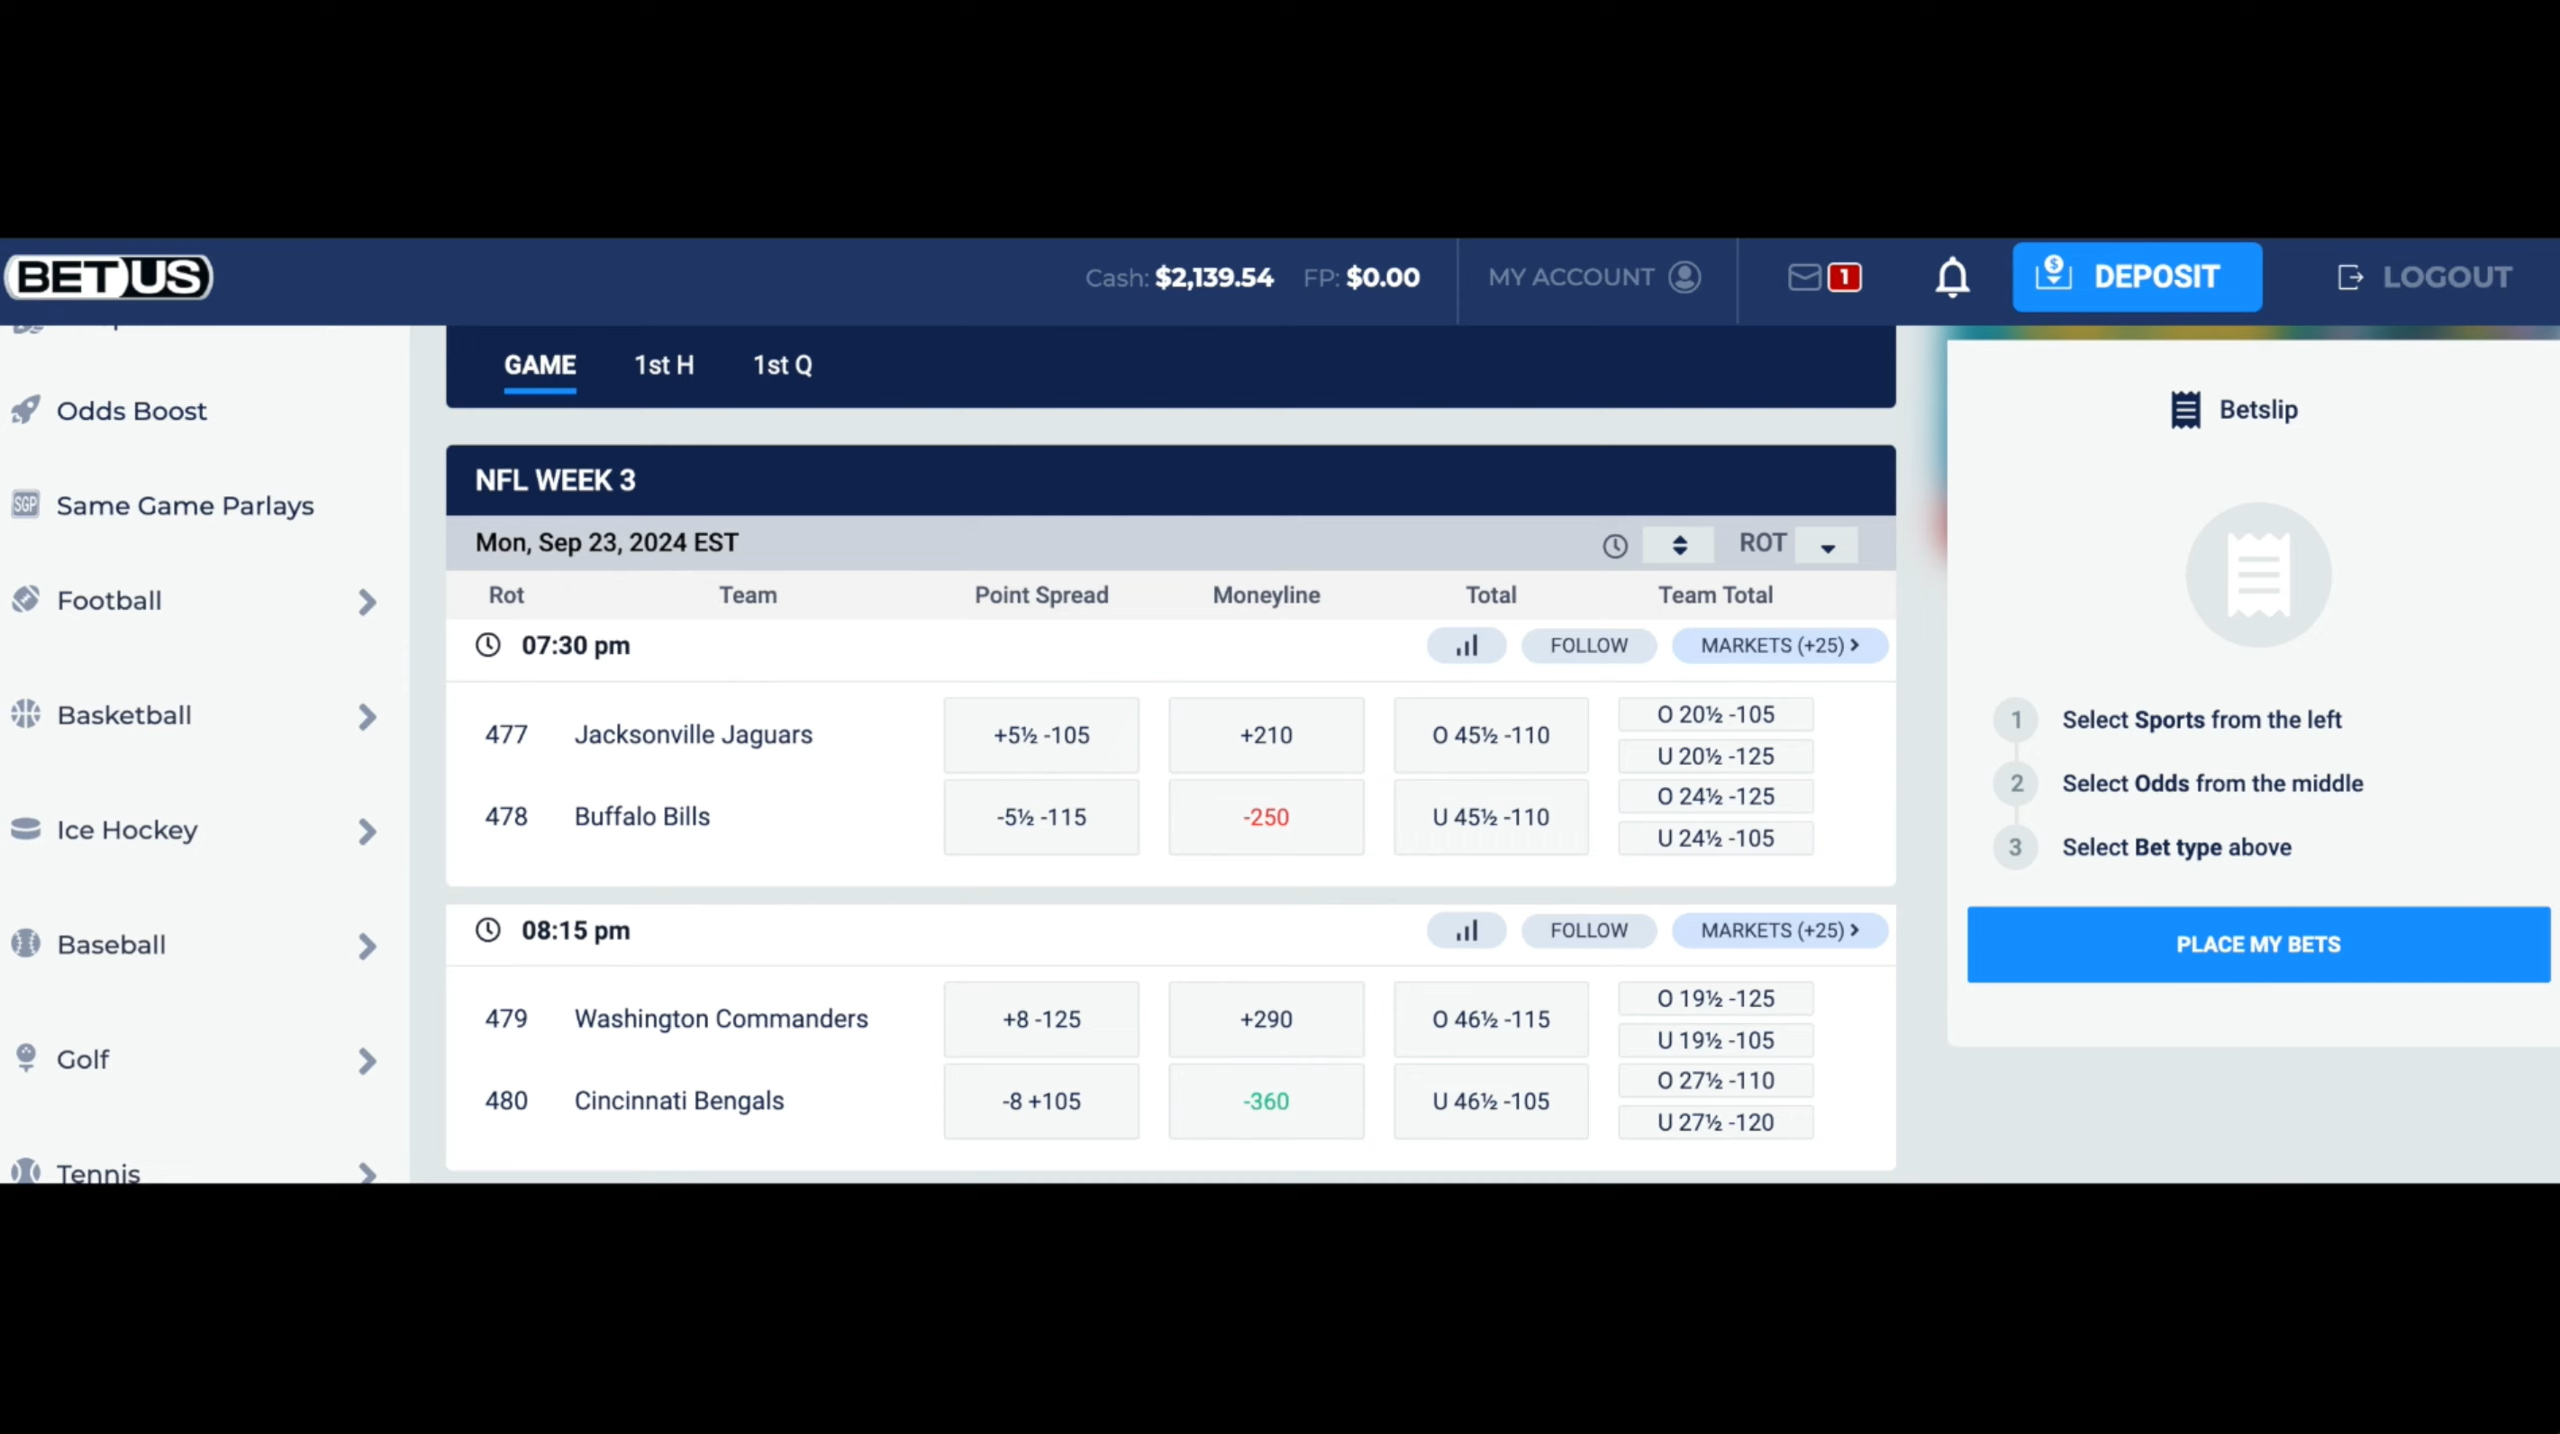 BETUS
Cash: $2,139.54 FP: $0.00 MY ACCOUNT 1 DEPOSIT LOGOUT
Odds Boost
SGP Same Game Parlays
Football
Basketball
Ice Hockey
Baseball
Golf
Tennis
GAME 1st H 1st Q
NFL WEEK 3
Mon, Sep 23, 2024 EST ROT
Rot Team Point Spread Moneyline Total Team Total
07:30 pm FOLLOW MARKETS (+25)
477 Jacksonville Jaguars +5½ -105 +210 O 45½ -110
O 20½ -105
U 20½ -125
478 Buffalo Bills -5½ -115 -250 U 45½ -110
O 24½ -125
U 24½ -105
08:15 pm FOLLOW MARKETS (+25)
479 Washington Commanders +8 -125 +290 O 46½ -115
O 19½ -125
U 19½ -105
480 Cincinnati Bengals -8 +105 -360 U 46½ -105
O 27½ -110
U 27½ -120
Betslip
1 Select Sports from the left
2 Select Odds from the middle
3 Select Bet type above
PLACE MY BETS